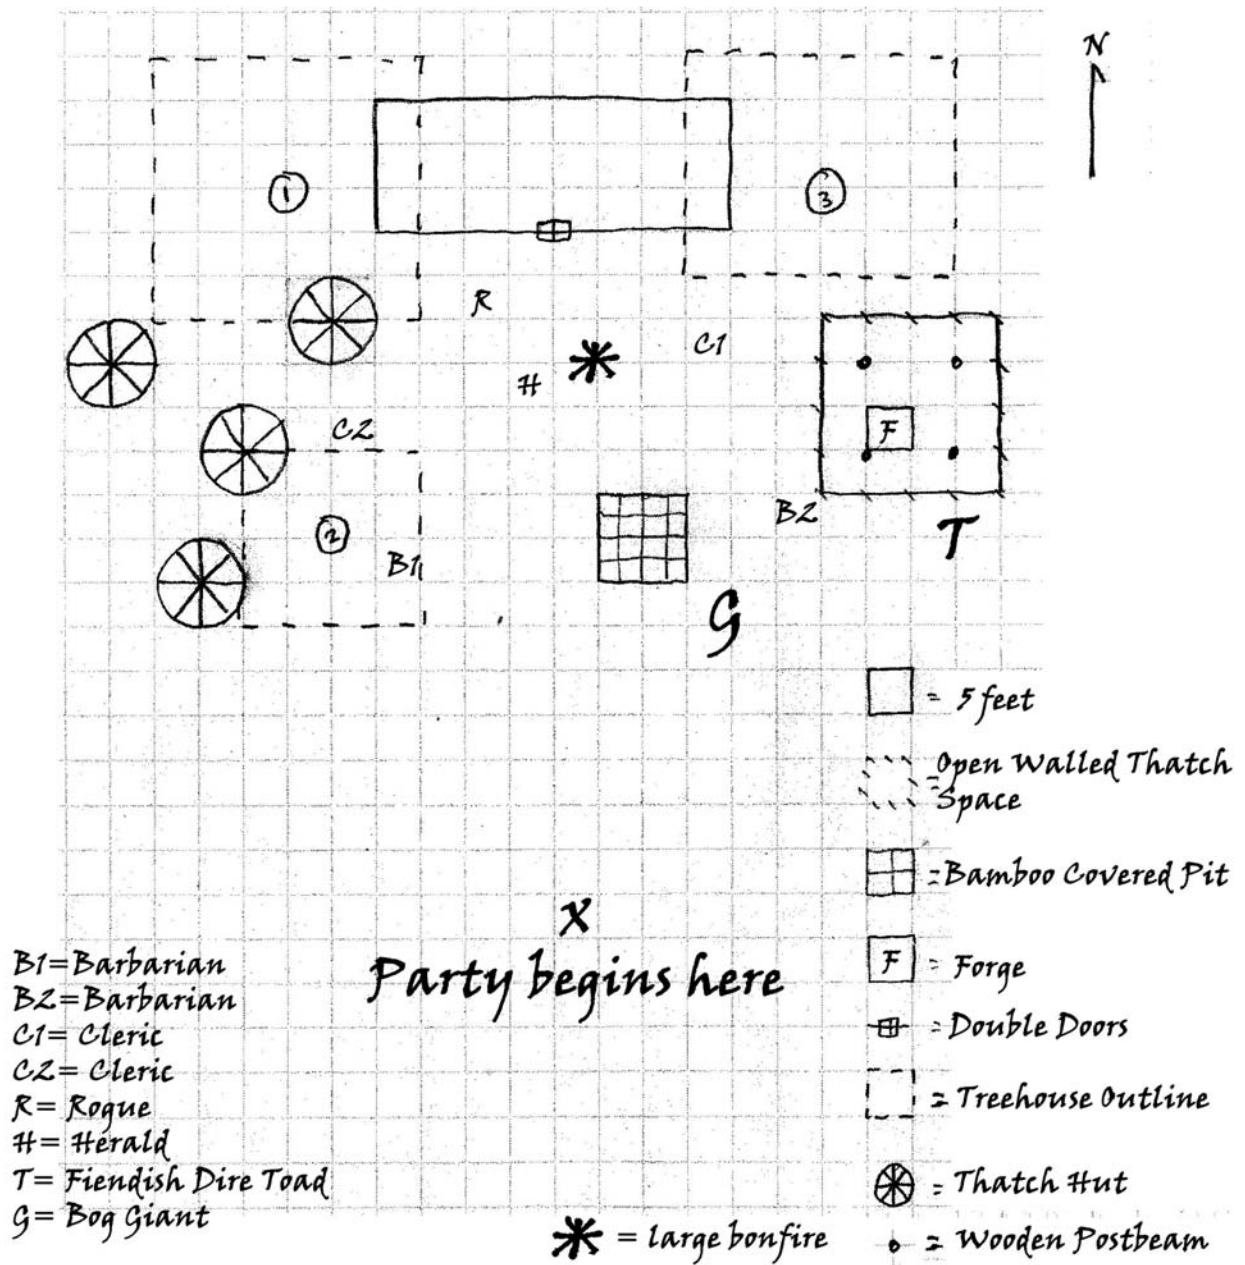 N
1
3
R
C1
H
C2
F
2
B2
B1
T
G
= 5 feet
= Open Walled Thatch
Space
= Bamboo Covered Pit
X
Party begins here
B1=Barbarian
B2=Barbarian
C1= Cleric
C2= Cleric
R= Rogue
H= Herald
T= Fiendish Dire Toad
G= Bog Giant
F = Forge
= Double Doors
= Treehouse Outline
= Thatch Hut
= large bonfire
= Wooden Postbeam